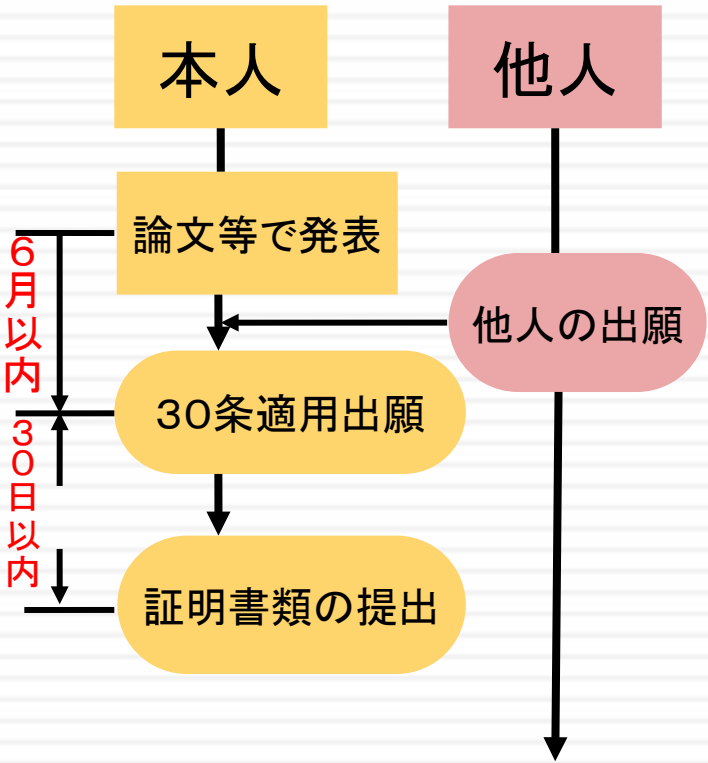 本人
他人
論文等で発表
6月以内
他人の出願
30条適用出願
30日以内
証明書類の提出